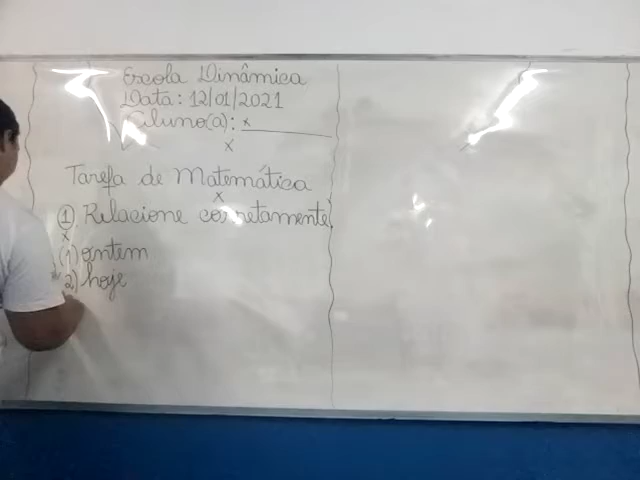 Escola Dinâmica
Data: 12/01/2021
Aluno(a): x
x
Tarefa de Matemática
x
① Relacione corretamente
x
(1) ontem
2) hoje